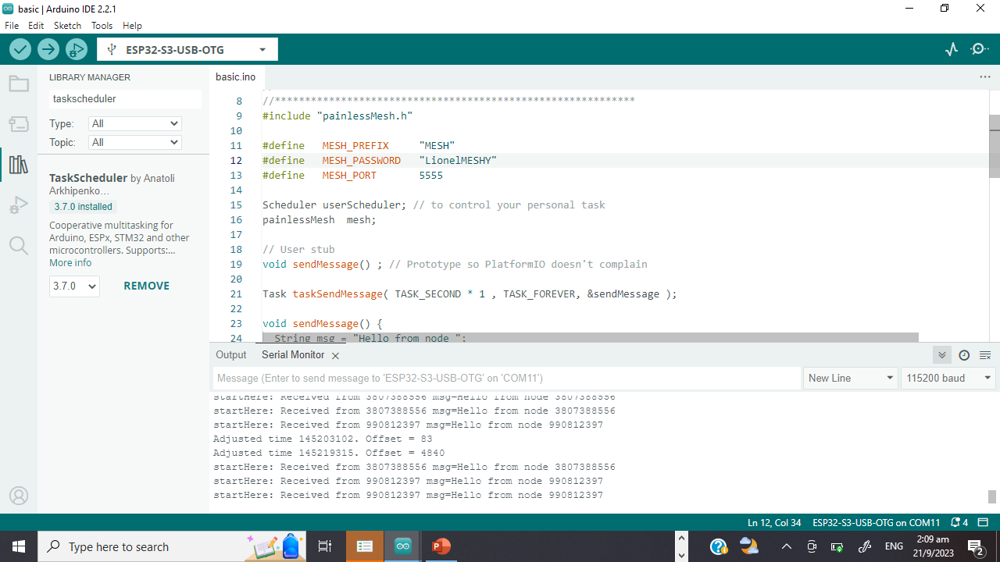 basic | Arduino IDE 2.2.1
File Edit Sketch Tools Help
ESP32-S3-USB-OTG
LIBRARY MANAGER
taskscheduler
Type: All
Topic: All
TaskScheduler by Anatoli
Arkhipenko…
3.7.0 installed
Cooperative multitasking for
Arduino, ESPx, STM32 and other
microcontrollers. Supports:...
More info
3.7.0 REMOVE
basic.ino
8 //************************************************************
9 #include "painlessMesh.h"
10
11 #define MESH_PREFIX "MESH"
12 #define MESH_PASSWORD "LionelMESHY"
13 #define MESH_PORT 5555
14
15 Scheduler userScheduler; // to control your personal task
16 painlessMesh mesh;
17
18 // User stub
19 void sendMessage() ; // Prototype so PlatformIO doesn't complain
20
21 Task taskSendMessage( TASK_SECOND * 1 , TASK_FOREVER, &sendMessage );
22
23 void sendMessage() {
24 String msg = "Hello from node ";
Output Serial Monitor
Message (Enter to send message to 'ESP32-S3-USB-OTG' on 'COM11')
New Line 115200 baud
startHere: Received from 3807388556 msg=Hello from node 3807388556
startHere: Received from 3807388556 msg=Hello from node 3807388556
startHere: Received from 990812397 msg=Hello from node 990812397
Adjusted time 145203102. Offset = 83
Adjusted time 145219315. Offset = 4840
startHere: Received from 3807388556 msg=Hello from node 3807388556
startHere: Received from 990812397 msg=Hello from node 990812397
startHere: Received from 990812397 msg=Hello from node 990812397
Ln 12, Col 34 ESP32-S3-USB-OTG on COM11 4
Type here to search
ENG
2:09 am
21/9/2023
2